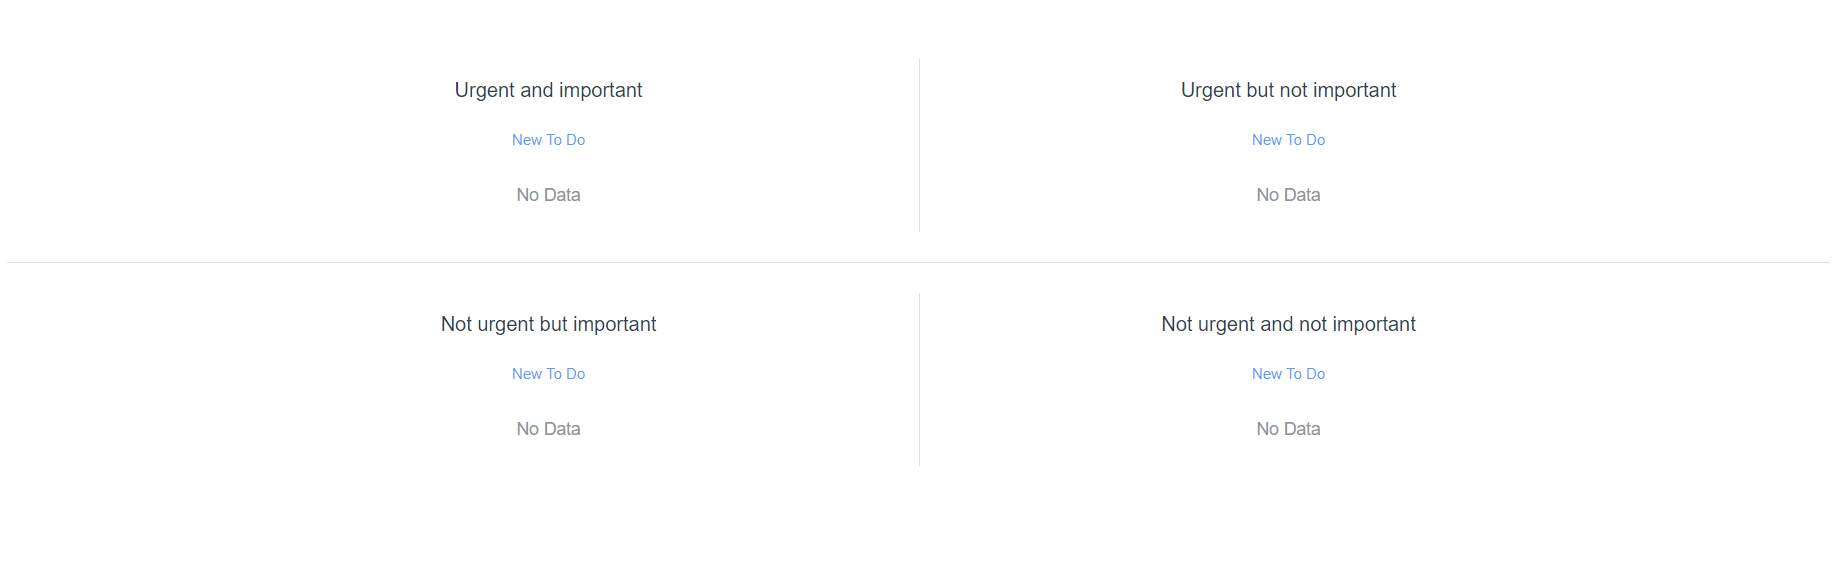 Urgent and important
New To Do
No Data
Urgent but not important
New To Do
No Data
Not urgent but important
New To Do
No Data
Not urgent and not important
New To Do
No Data